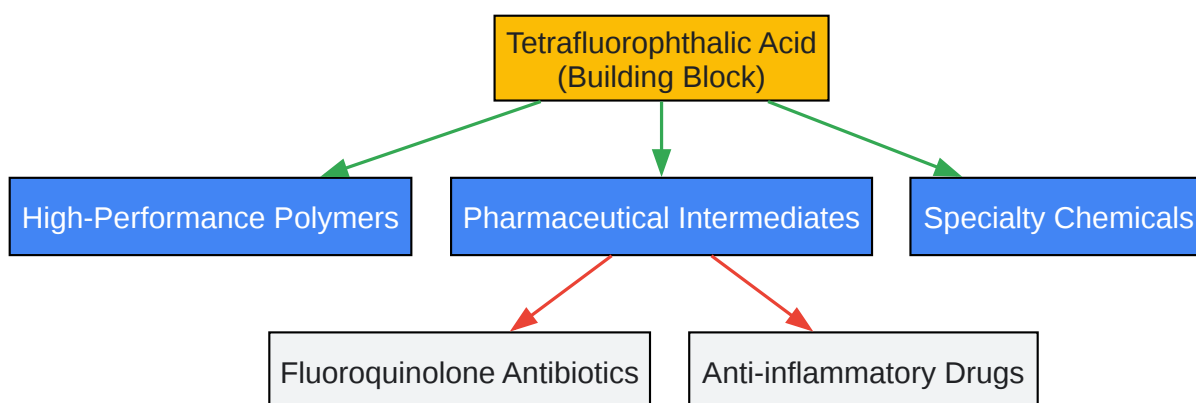 Tetrafluorophthalic Acid
(Building Block)
High-Performance Polymers
Pharmaceutical Intermediates
Specialty Chemicals
Fluoroquinolone Antibiotics
Anti-inflammatory Drugs